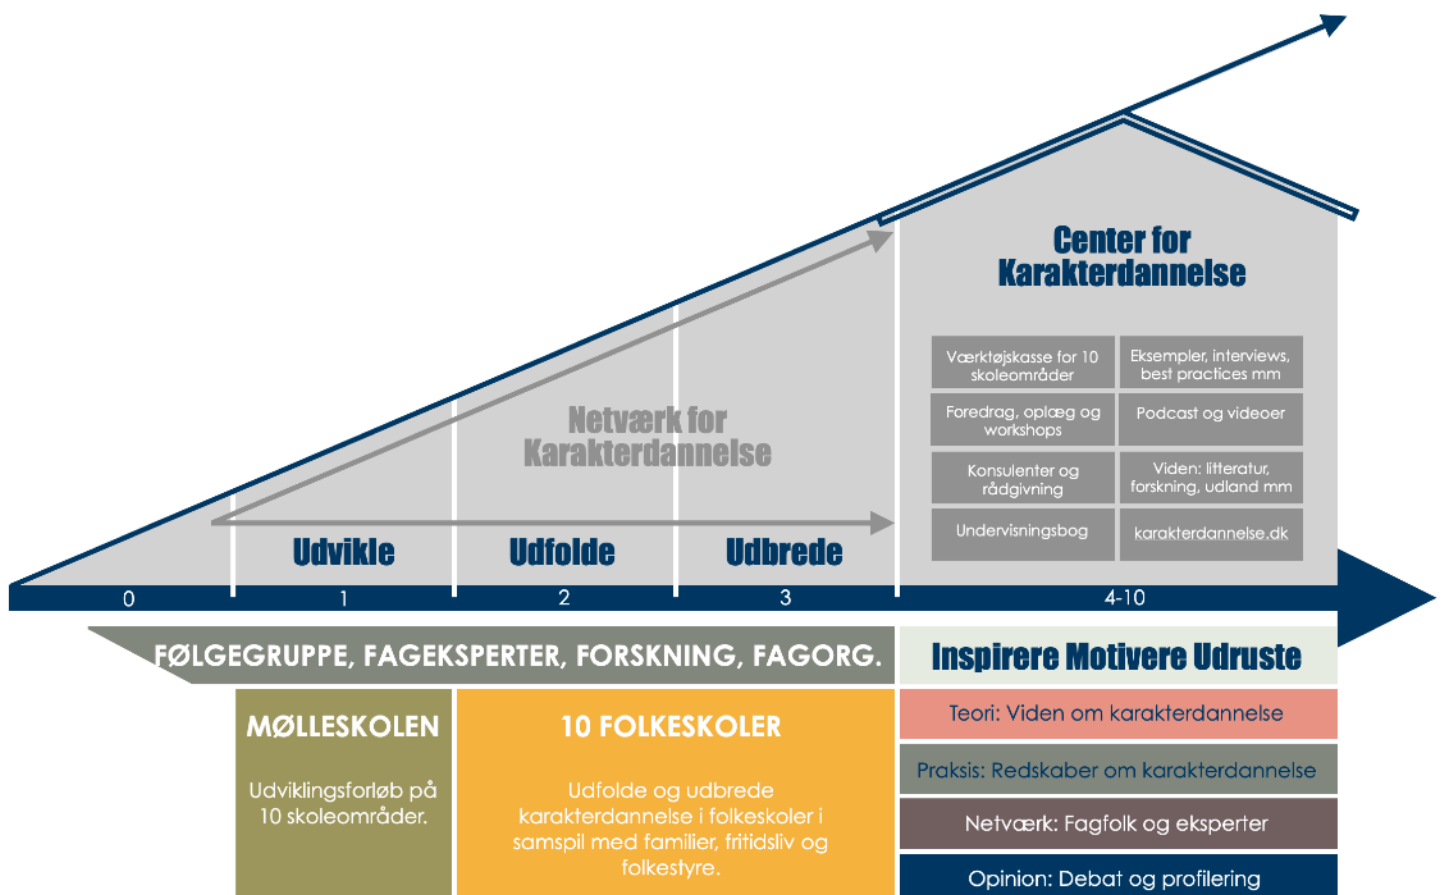 Center for
Karakterdannelse
Værktøjskasse for 10
skoleområder
Eksempler, interviews,
best practices mm
Foredrag, oplæg og
workshops
Podcast og videoer
Konsulenter og
rådgivning
Viden: litteratur,
forskning, udland mm
Undervisningsbog
karakterdannelse.dk
Netværk for
Karakterdannelse
Udvikle
Udfolde
Udbrede
0
1
2
3
4-10
FØLGEGRUPPE, FAGEKSPERTER, FORSKNING, FAGORG.
Inspirere Motivere Udruste
MØLLESKOLEN
Udviklingsforløb på
10 skoleområder.
10 FOLKESKOLER
Udfolde og udbrede
karakterdannelse i folkeskoler i
samspil med familier, fritidsliv og
folkestyre.
Teori: Viden om karakterdannelse
Praksis: Redskaber om karakterdannelse
Netværk: Fagfolk og eksperter
Opinion: Debat og profilering